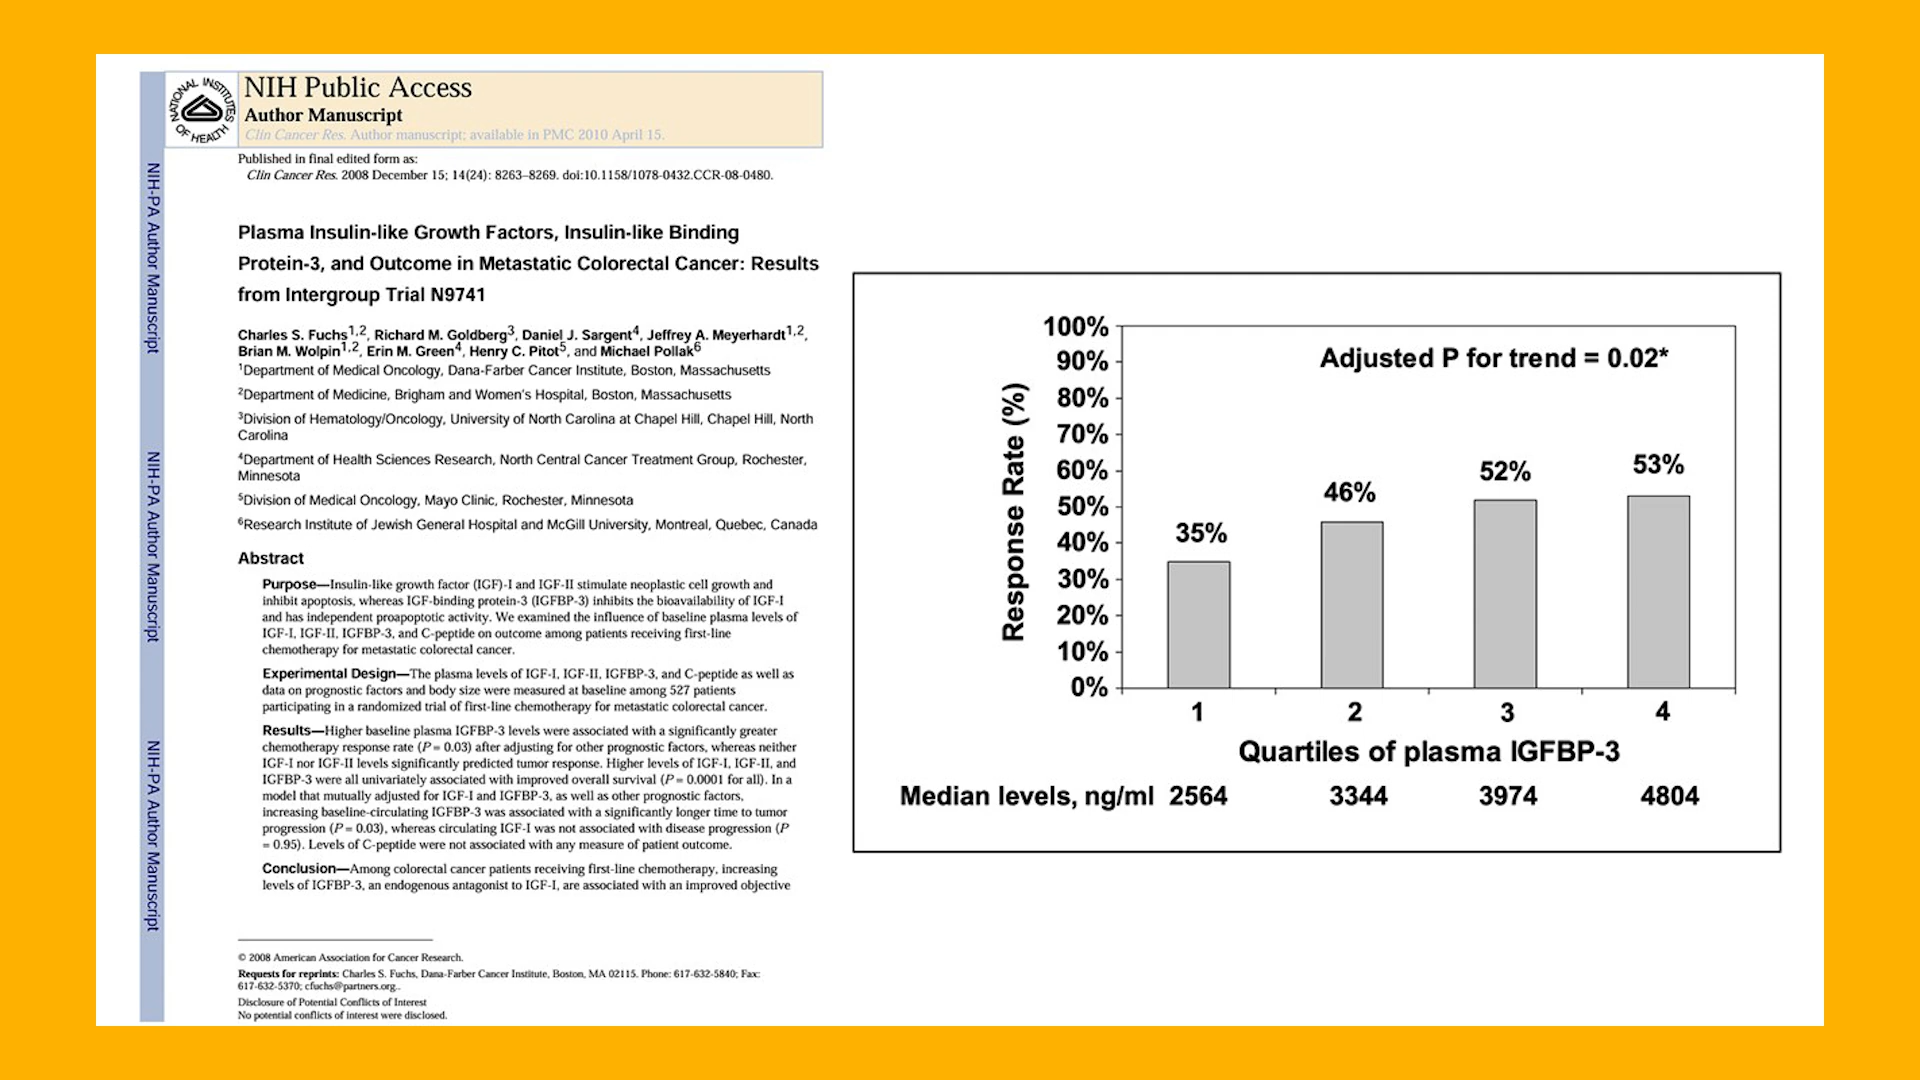 NATIONAL INSTITUTES OF HEALTH
NIH Public Access
Author Manuscript
Clin Cancer Res. Author manuscript; available in PMC 2010 April 15.
NIH-PA Author Manuscript
NIH-PA Author Manuscript
NIH-PA Author Manuscript
Published in final edited form as:
Clin Cancer Res. 2008 December 15; 14(24): 8263–8269. doi:10.1158/1078-0432.CCR-08-0480.
Plasma Insulin-like Growth Factors, Insulin-like Binding
Protein-3, and Outcome in Metastatic Colorectal Cancer: Results
from Intergroup Trial N9741
Charles S. Fuchs1,2, Richard M. Goldberg3, Daniel J. Sargent4, Jeffrey A. Meyerhardt1,2,
Brian M. Wolpin1,2, Erin M. Green4, Henry C. Pitot5, and Michael Pollak6
1Department of Medical Oncology, Dana-Farber Cancer Institute, Boston, Massachusetts
2Department of Medicine, Brigham and Women's Hospital, Boston, Massachusetts
3Division of Hematology/Oncology, University of North Carolina at Chapel Hill, Chapel Hill, North
Carolina
4Department of Health Sciences Research, North Central Cancer Treatment Group, Rochester,
Minnesota
5Division of Medical Oncology, Mayo Clinic, Rochester, Minnesota
6Research Institute of Jewish General Hospital and McGill University, Montreal, Quebec, Canada
Abstract
Purpose—Insulin-like growth factor (IGF)-I and IGF-II stimulate neoplastic cell growth and
inhibit apoptosis, whereas IGF-binding protein-3 (IGFBP-3) inhibits the bioavailability of IGF-I
and has independent proapoptotic activity. We examined the influence of baseline plasma levels of
IGF-I, IGF-II, IGFBP-3, and C-peptide on outcome among patients receiving first-line
chemotherapy for metastatic colorectal cancer.
Experimental Design—The plasma levels of IGF-I, IGF-II, IGFBP-3, and C-peptide as well as
data on prognostic factors and body size were measured at baseline among 527 patients
participating in a randomized trial of first-line chemotherapy for metastatic colorectal cancer.
Results—Higher baseline plasma IGFBP-3 levels were associated with a significantly greater
chemotherapy response rate (P = 0.03) after adjusting for other prognostic factors, whereas neither
IGF-I nor IGF-II levels significantly predicted tumor response. Higher levels of IGF-I, IGF-II, and
IGFBP-3 were all univariately associated with improved overall survival (P = 0.0001 for all). In a
model that mutually adjusted for IGF-I and IGFBP-3, as well as other prognostic factors,
increasing baseline-circulating IGFBP-3 was associated with a significantly longer time to tumor
progression (P = 0.03), whereas circulating IGF-I was not associated with disease progression (P
= 0.95). Levels of C-peptide were not associated with any measure of patient outcome.
Conclusion—Among colorectal cancer patients receiving first-line chemotherapy, increasing
levels of IGFBP-3, an endogenous antagonist to IGF-I, are associated with an improved objective
© 2008 American Association for Cancer Research.
Requests for reprints: Charles S. Fuchs, Dana-Farber Cancer Institute, Boston, MA 02115. Phone: 617-632-5840; Fax:
617-632-5370; cfuchs@partners.org..
Disclosure of Potential Conflicts of Interest
No potential conflicts of interest were disclosed.
Adjusted P for trend = 0.02*
Response Rate (%)
100%
90%
80%
70%
60%
50%
40%
30%
20%
10%
0%
35%
46%
52%
53%
1 2 3 4
Quartiles of plasma IGFBP-3
Median levels, ng/ml 2564 3344 3974 4804